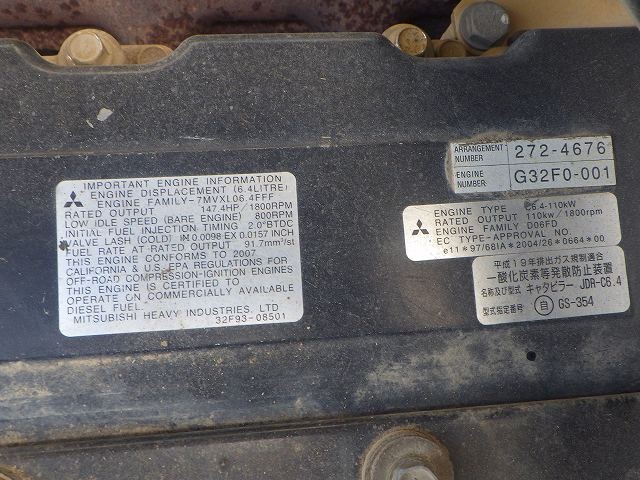 IMPORTANT ENGINE INFORMATION
ENGINE DISPLACEMENT (6.4LITRE)
ENGINE FAMILY-7MVXL06.4FFF
RATED OUTPUT 147.4HP/1800RPM
LOW IDLE SPEED (BARE ENGINE) 800RPM
INITIAL FUEL INJECTION TIMING 2.0°BTDC
VALVE LASH (COLD) IN 0.0098 EX 0.0157 INCH
FUEL RATE AT RATED OUTPUT 91.7mm³/st
THIS ENGINE CONFORMS TO 2007
CALIFORNIA & U.S. EPA REGULATIONS FOR
OFF-ROAD COMPRESSION-IGNITION ENGINES
THIS ENGINE IS CERTIFIED TO
OPERATE ON COMMERCIALLY AVAILABLE
DIESEL FUEL.
MITSUBISHI HEAVY INDUSTRIES. LTD
32F93-08501
ARRANGEMENT NUMBER 272-4676
ENGINE NUMBER G32F0-001
ENGINE TYPE C6.4-110kW
RATED OUTPUT 110kw/1800rpm
ENGINE FAMILY D06FD
EC TYPE-APPROVAL NO.
e11*97/68IA*2004/26*0664*00
平成19年排出ガス規制適合
一酸化炭素等発散防止装置
名称及び型式 キャタピラー JDR-C6.4
型式指定番号 自 GS-354